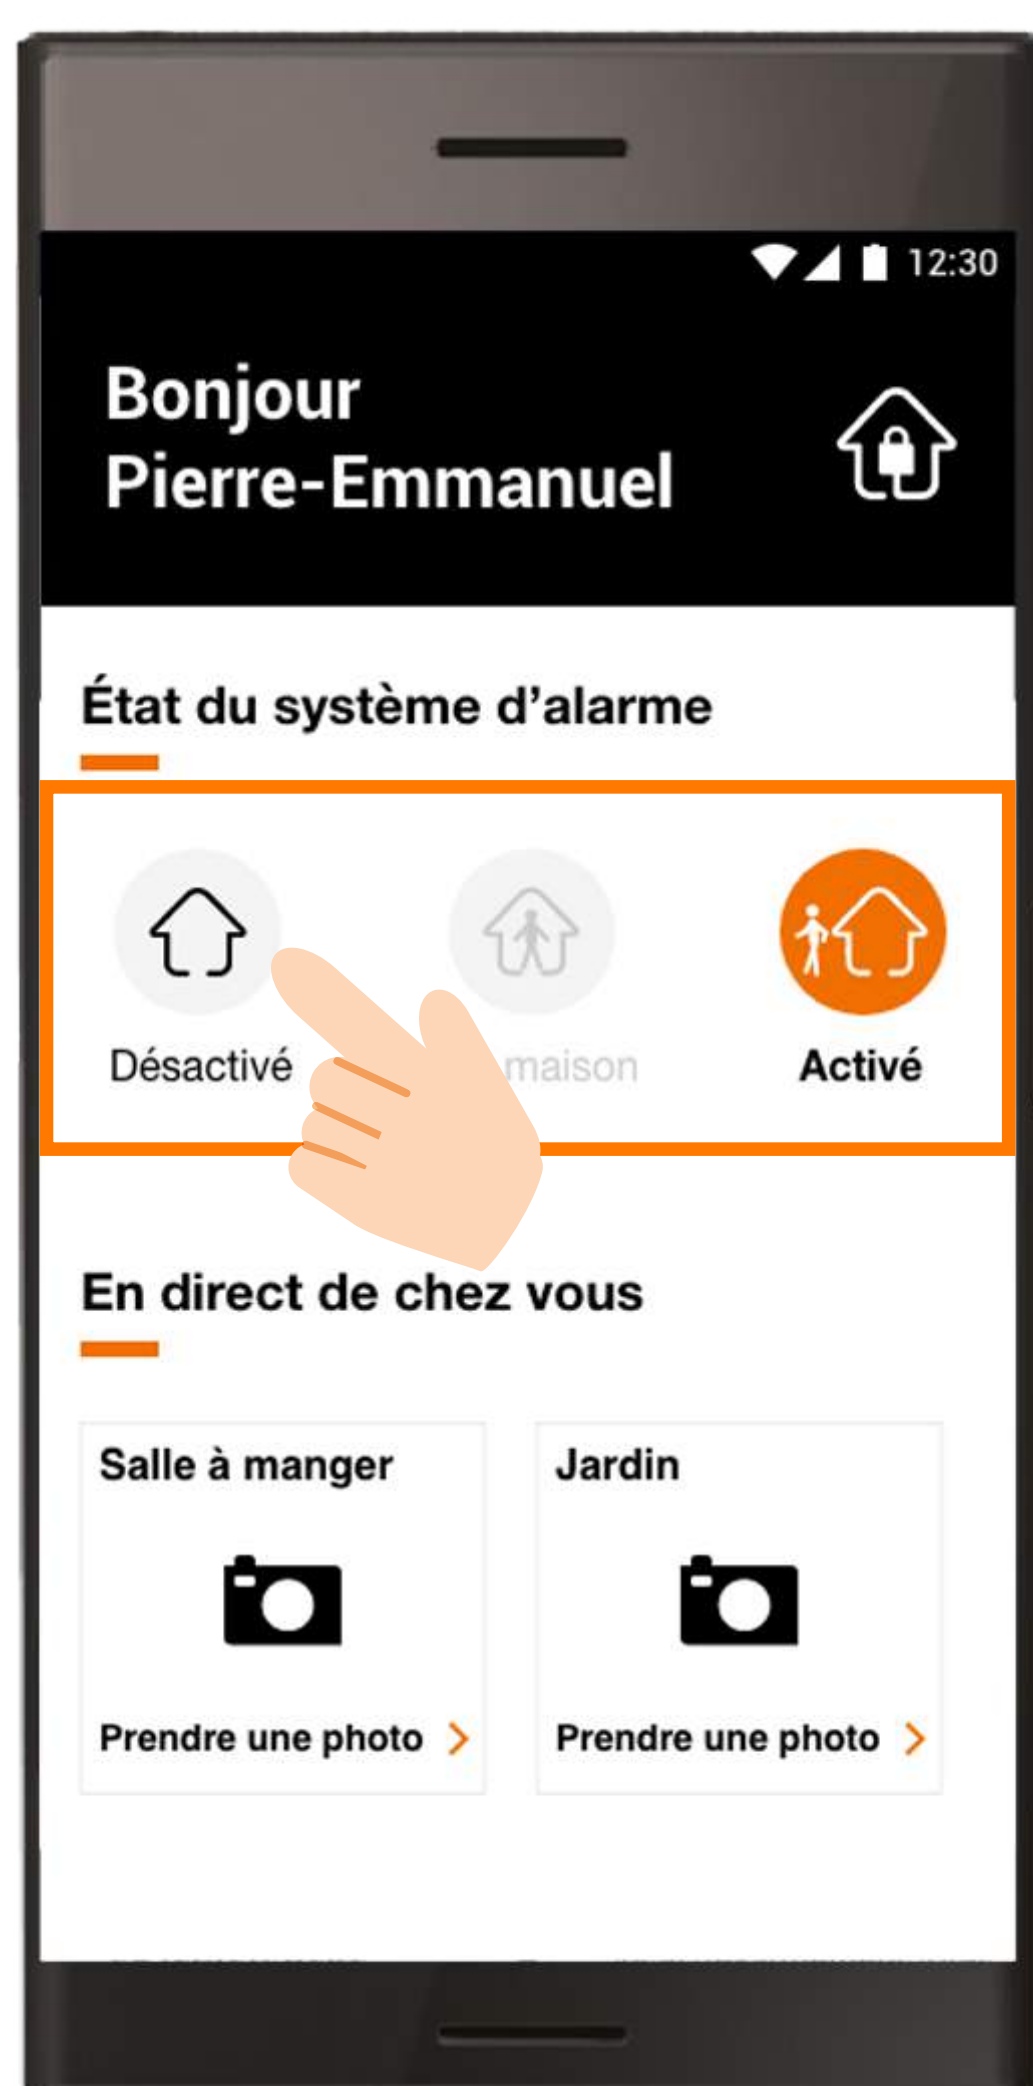 12:30
Bonjour
Pierre-Emmanuel
État du système d’alarme
Désactivé maison Activé
En direct de chez vous
Salle à manger Jardin
Prendre une photo Prendre une photo